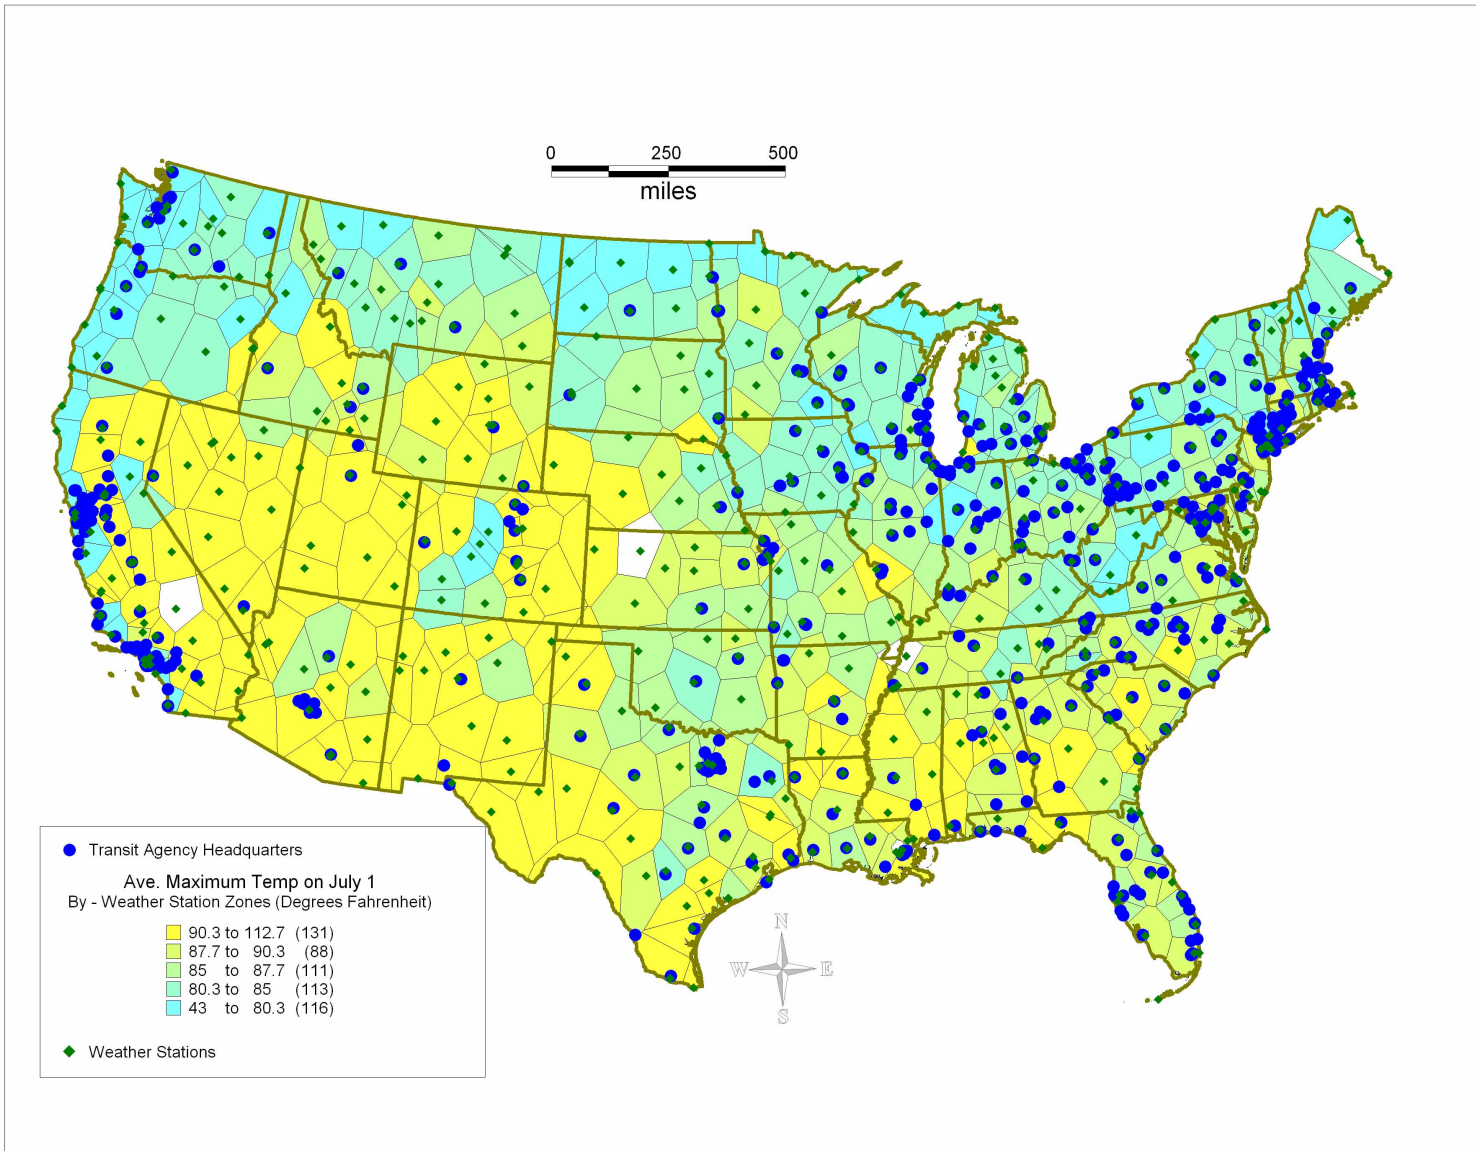 0 250 500
miles
Transit Agency Headquarters
Ave. Maximum Temp on July 1
By - Weather Station Zones (Degrees Fahrenheit)
90.3 to 112.7 (131)
87.7 to 90.3 (88)
85 to 87.7 (111)
80.3 to 85 (113)
43 to 80.3 (116)
Weather Stations
N
W E
S